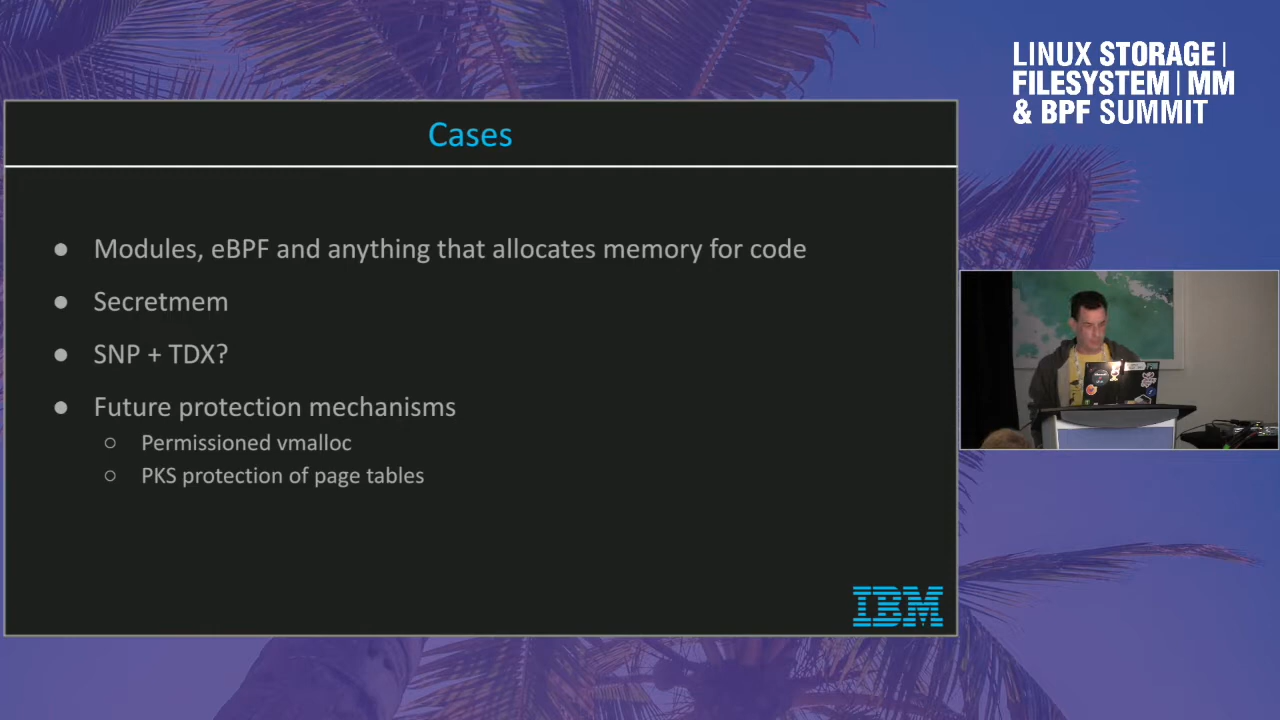 LINUX STORAGE |
FILESYSTEM | MM
& BPF SUMMIT
Cases
● Modules, eBPF and anything that allocates memory for code
● Secretmem
● SNP + TDX?
● Future protection mechanisms
○ Permissioned vmalloc
○ PKS protection of page tables
IBM